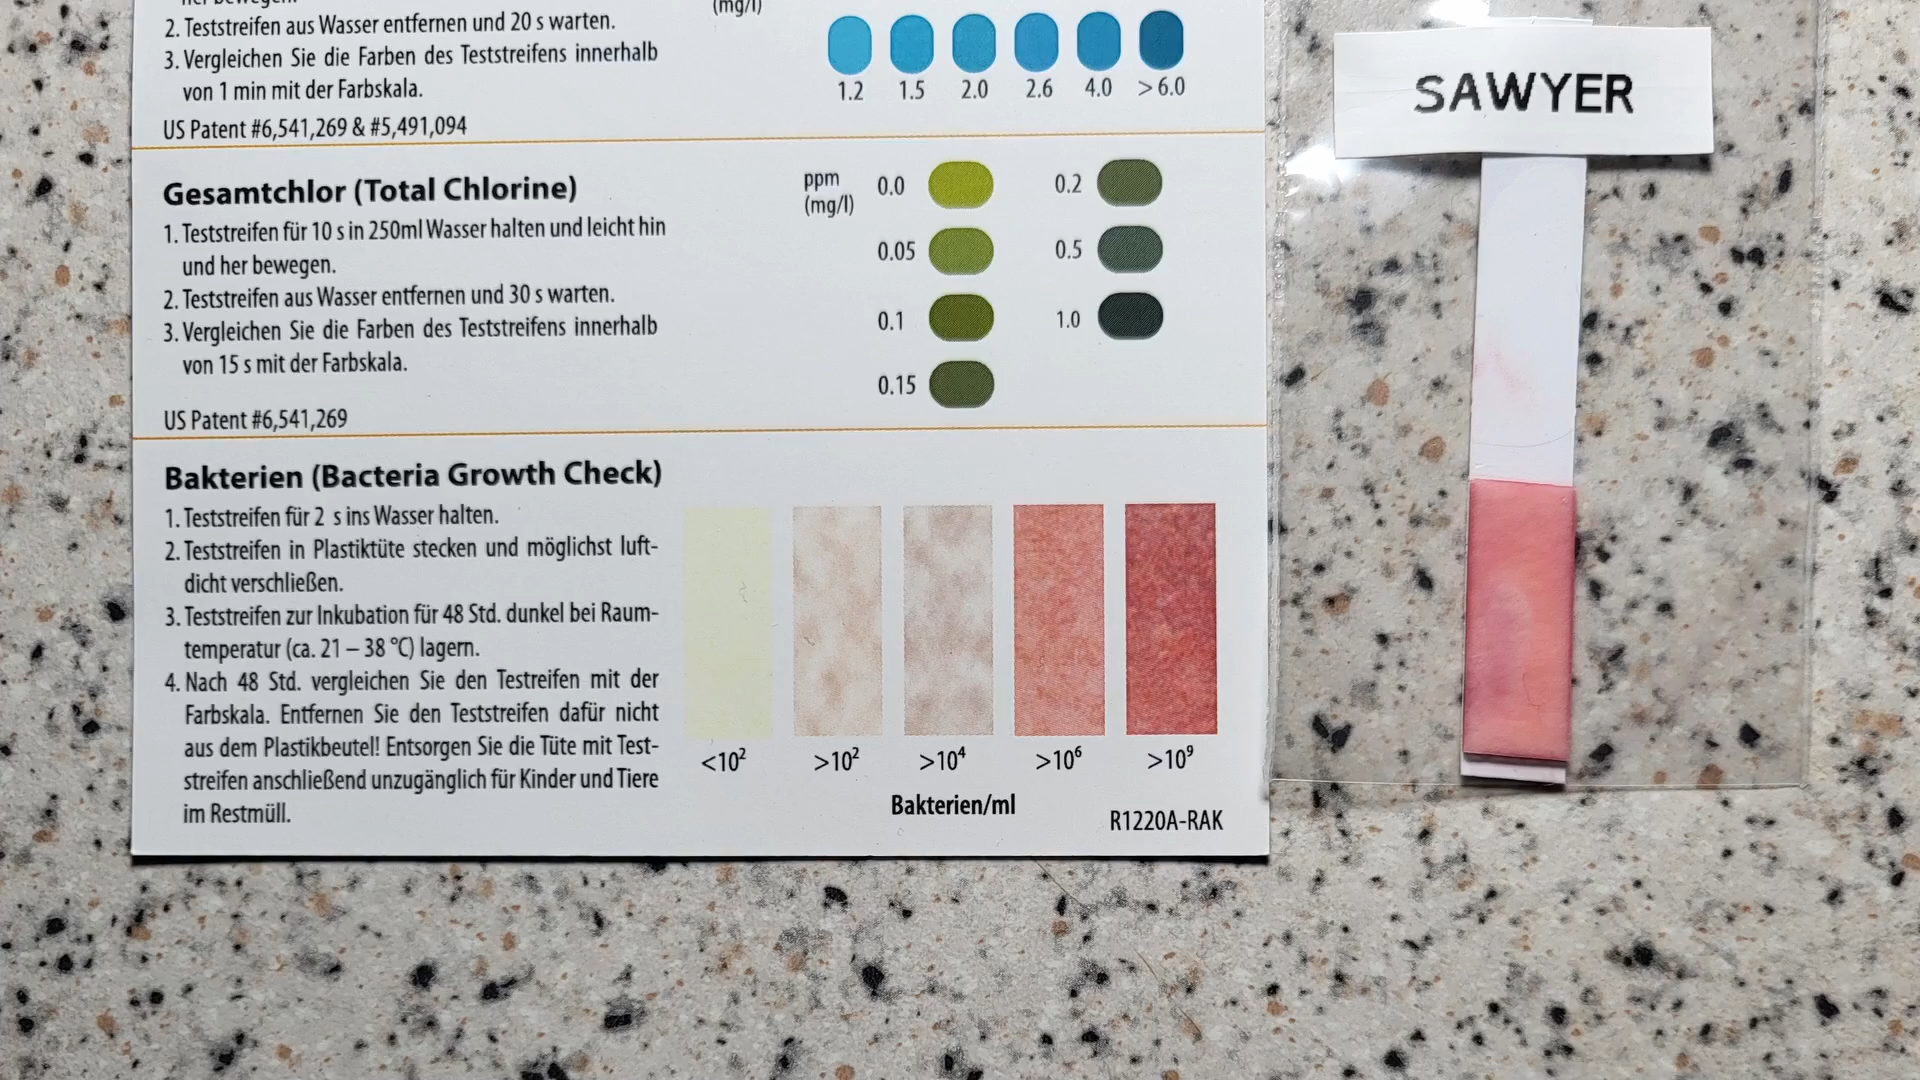 her bewegen.
(mg/l)
2. Teststreifen aus Wasser entfernen und 20 s warten.
3. Vergleichen Sie die Farben des Teststreifens innerhalb
von 1 min mit der Farbskala.
1.2 1.5 2.0 2.6 4.0 > 6.0
US Patent #6,541,269 & #5,491,094
SAWYER
Gesamtchlor (Total Chlorine)
1. Teststreifen für 10 s in 250ml Wasser halten und leicht hin
und her bewegen.
2. Teststreifen aus Wasser entfernen und 30 s warten.
3. Vergleichen Sie die Farben des Teststreifens innerhalb
von 15 s mit der Farbskala.
US Patent #6,541,269
ppm
(mg/l)
0.0 0.2
0.05 0.5
0.1 1.0
0.15
Bakterien (Bacteria Growth Check)
1. Teststreifen für 2 s ins Wasser halten.
2. Teststreifen in Plastiktüte stecken und möglichst luft-
dicht verschließen.
3. Teststreifen zur Inkubation für 48 Std. dunkel bei Raum-
temperatur (ca. 21 – 38 °C) lagern.
4. Nach 48 Std. vergleichen Sie den Testreifen mit der
Farbskala. Entfernen Sie den Teststreifen dafür nicht
aus dem Plastikbeutel! Entsorgen Sie die Tüte mit Test-
streifen anschließend unzugänglich für Kinder und Tiere
im Restmüll.
<10² >10² >10⁴ >10⁶ >10⁹
Bakterien/ml
R1220A-RAK